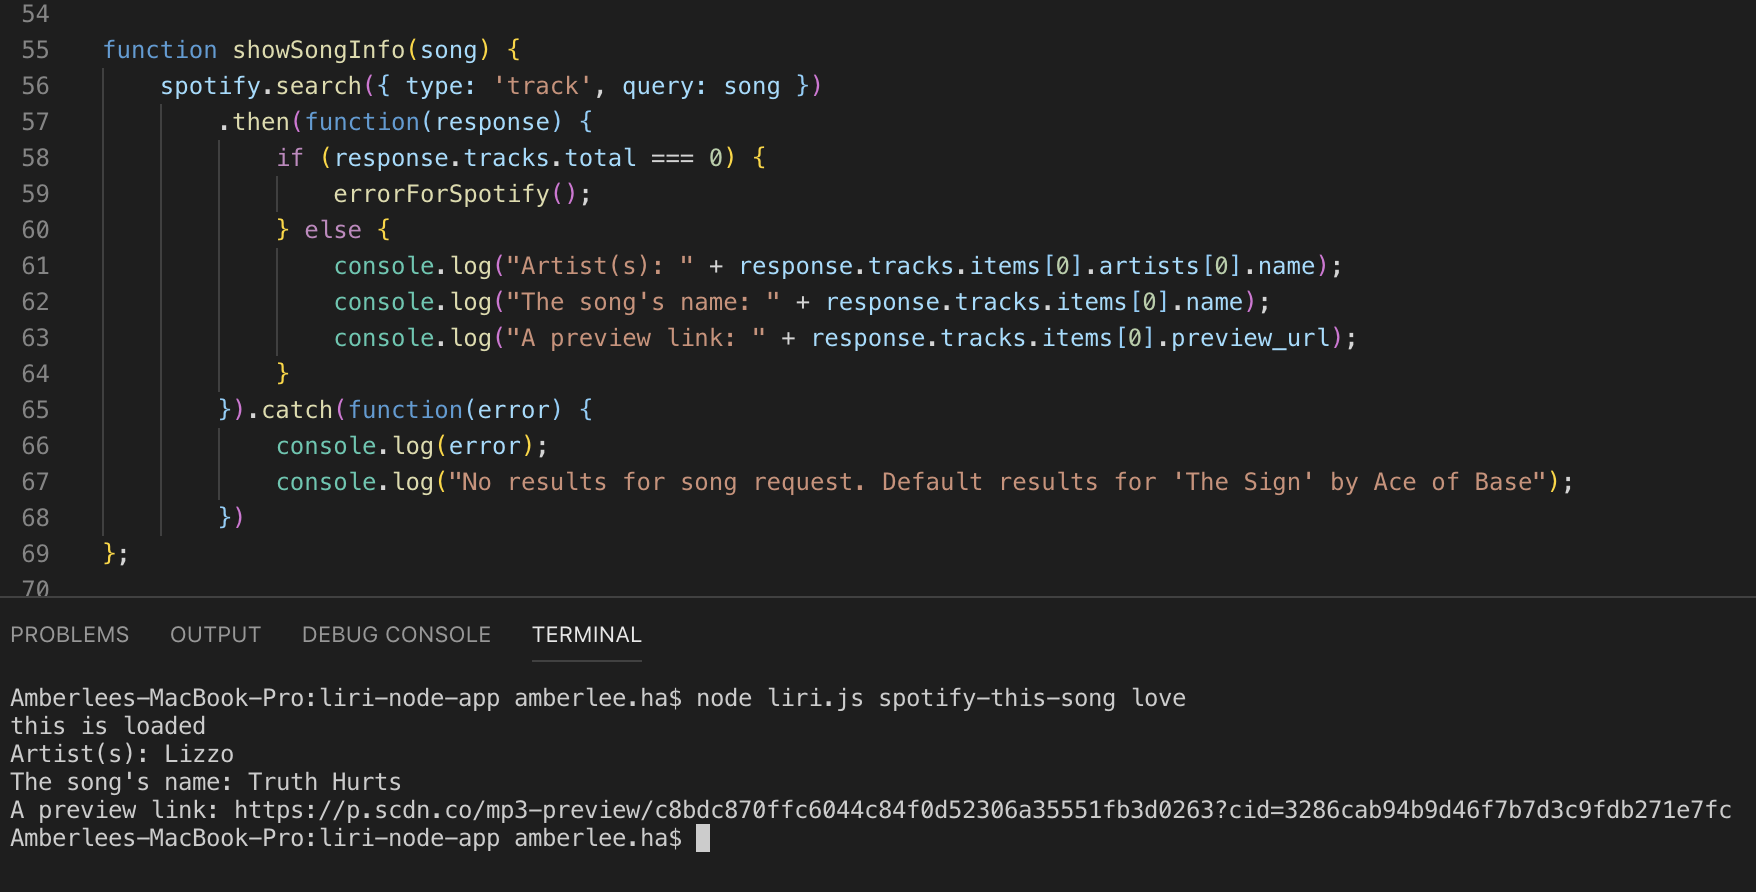 54
55 function showSongInfo(song) {
56 spotify.search({ type: 'track', query: song })
57 .then(function(response) {
58 if (response.tracks.total === 0) {
59 errorForSpotify();
60 } else {
61 console.log("Artist(s): " + response.tracks.items[0].artists[0].name);
62 console.log("The song's name: " + response.tracks.items[0].name);
63 console.log("A preview link: " + response.tracks.items[0].preview_url);
64 }
65 }).catch(function(error) {
66 console.log(error);
67 console.log("No results for song request. Default results for 'The Sign' by Ace of Base");
68 })
69 };
70
PROBLEMS OUTPUT DEBUG CONSOLE TERMINAL
Amberlees-MacBook-Pro:liri-node-app amberlee.ha$ node liri.js spotify-this-song love
this is loaded
Artist(s): Lizzo
The song's name: Truth Hurts
A preview link: https://p.scdn.co/mp3-preview/c8bdc870ffc6044c84f0d52306a35551fb3d0263?cid=3286cab94b9d46f7b7d3c9fdb271e7fc
Amberlees-MacBook-Pro:liri-node-app amberlee.ha$